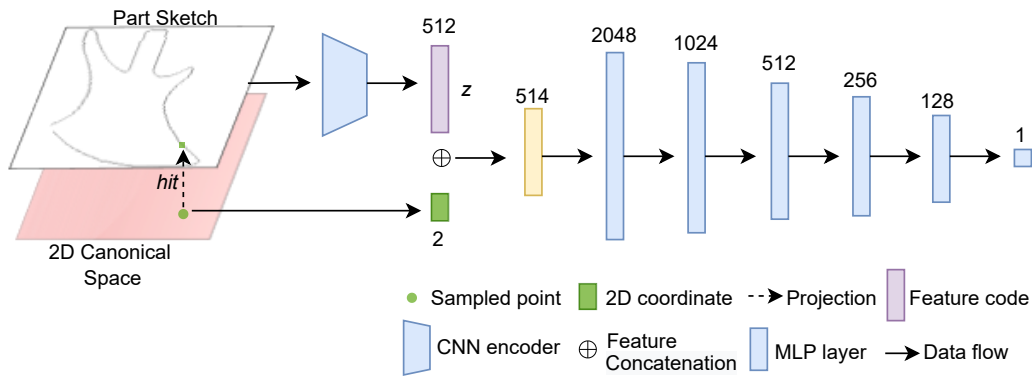 Part Sketch
512
z
hit
2D Canonical
Space
2
514
2048
1024
512
256
128
1
Sampled point
2D coordinate
Projection
Feature code
CNN encoder
Feature
Concatenation
MLP layer
Data flow